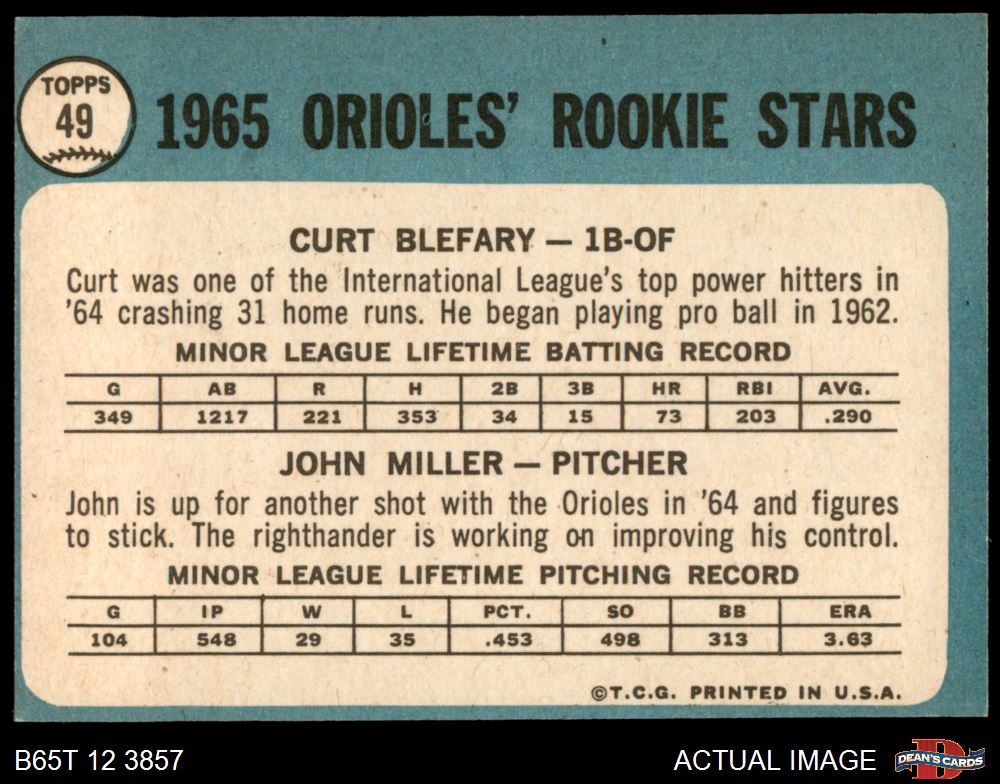 TOPPS
49
1965 ORIOLES' ROOKIE STARS
CURT BLEFARY — 1B-OF
Curt was one of the International League's top power hitters in
'64 crashing 31 home runs. He began playing pro ball in 1962.
MINOR LEAGUE LIFETIME BATTING RECORD
G AB R H 2B 3B HR RBI AVG.
349 1217 221 353 34 15 73 203 .290
JOHN MILLER — PITCHER
John is up for another shot with the Orioles in '64 and figures
to stick. The righthander is working on improving his control.
MINOR LEAGUE LIFETIME PITCHING RECORD
G IP W L PCT. SO BB ERA
104 548 29 35 .453 498 313 3.63
©T.C.G. PRINTED IN U.S.A.
B65T 12 3857
ACTUAL IMAGE
D
DEAN'S CARDS